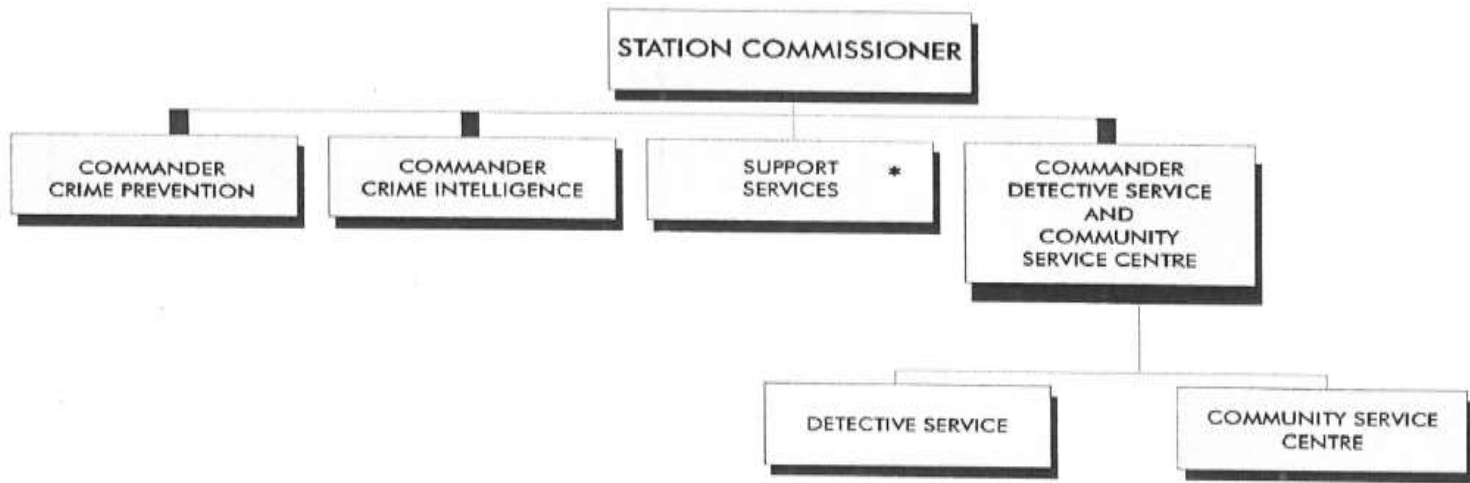 STATION COMMISSIONER
COMMANDER
CRIME PREVENTION
COMMANDER
CRIME INTELLIGENCE
SUPPORT *
SERVICES
COMMANDER
DETECTIVE SERVICE
AND
COMMUNITY
SERVICE CENTRE
DETECTIVE SERVICE
COMMUNITY SERVICE
CENTRE